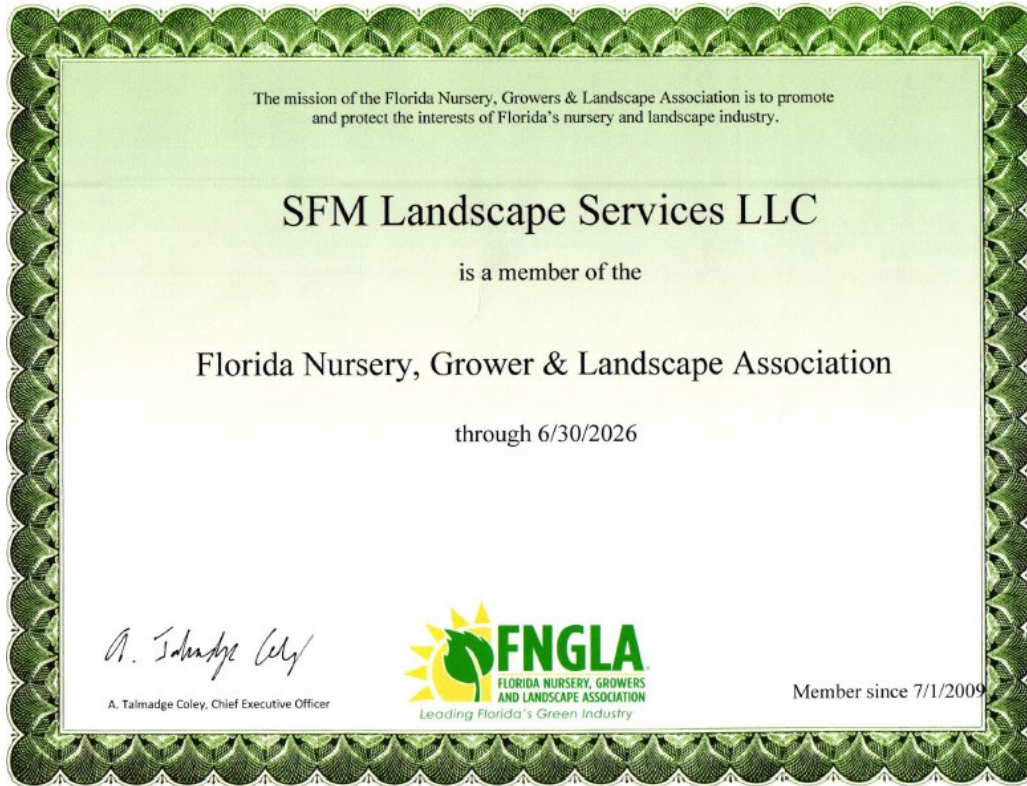 The mission of the Florida Nursery, Growers & Landscape Association is to promote
and protect the interests of Florida's nursery and landscape industry.
SFM Landscape Services LLC
is a member of the
Florida Nursery, Grower & Landscape Association
through 6/30/2026
A. Talmadge Coley
A. Talmadge Coley, Chief Executive Officer
FNGLA
FLORIDA NURSERY, GROWERS
AND LANDSCAPE ASSOCIATION
Leading Florida's Green Industry
Member since 7/1/2009